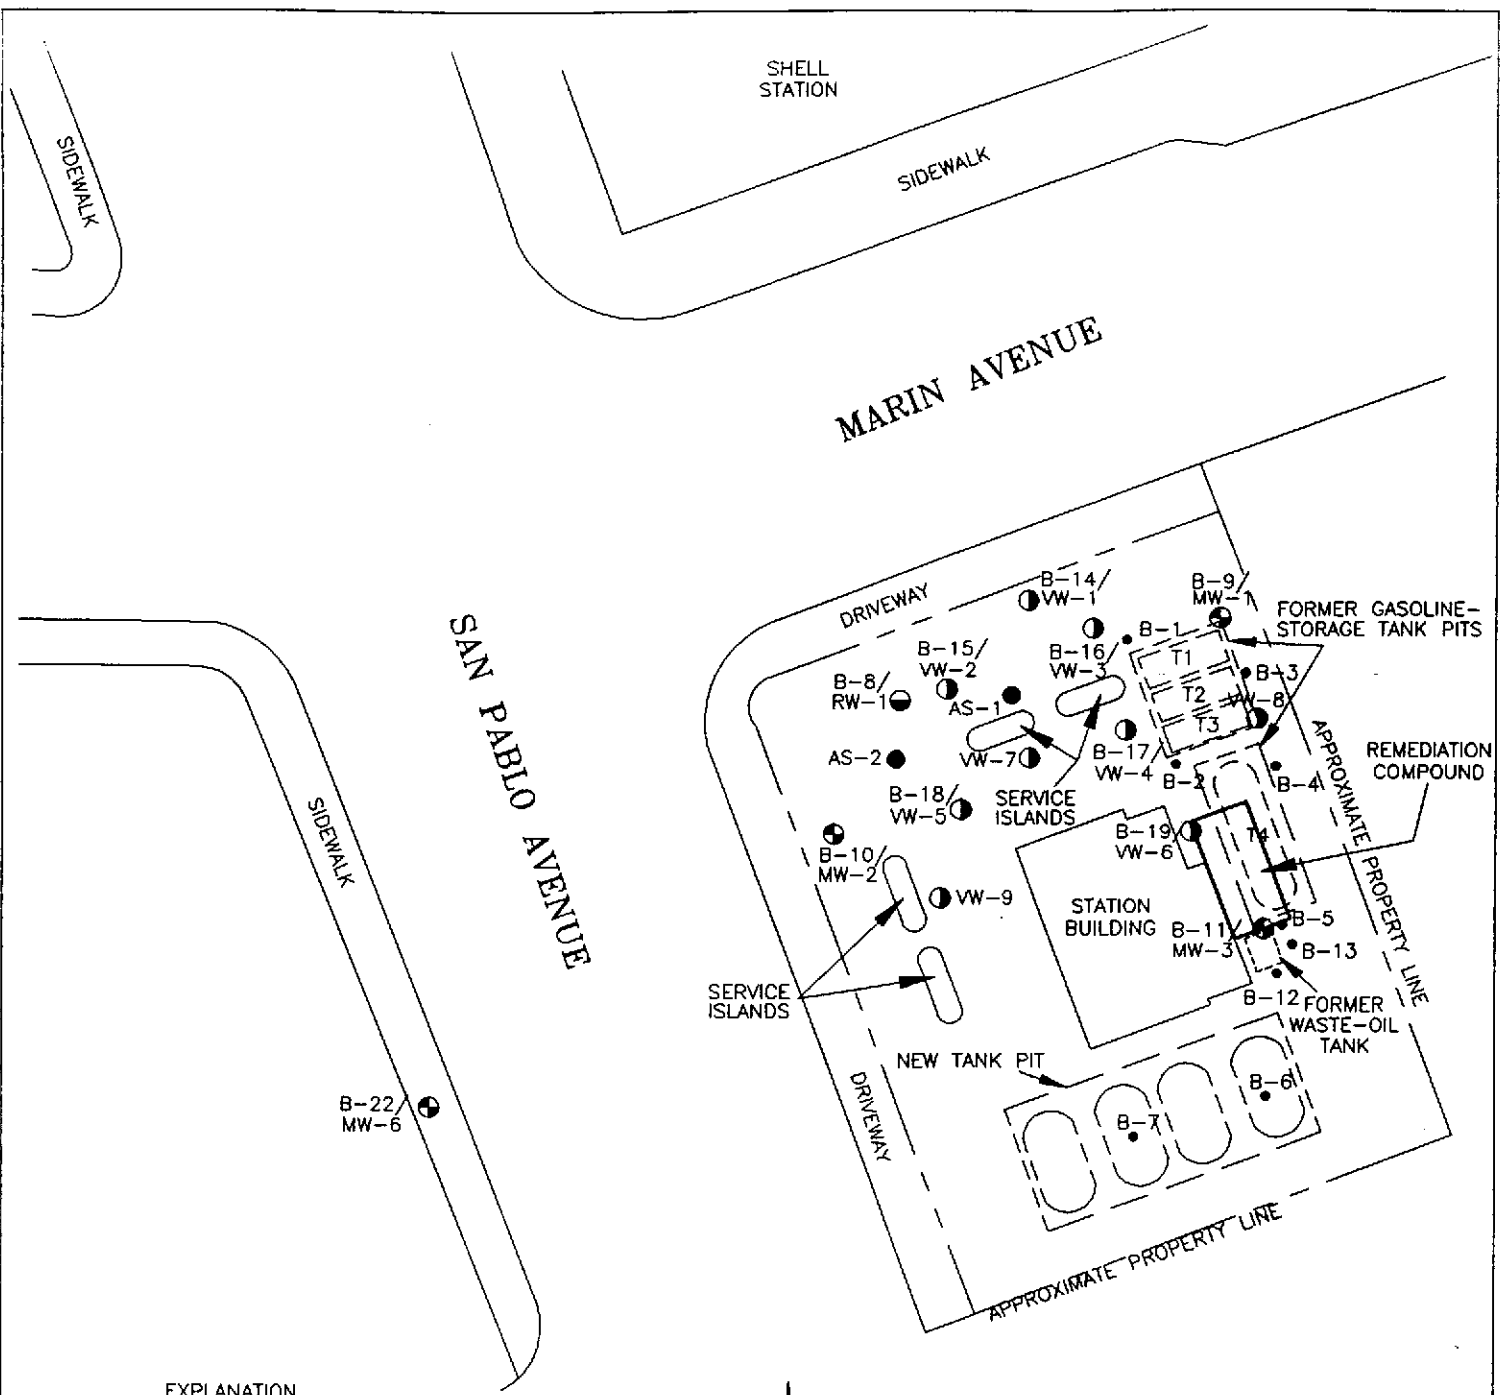 SHELL
STATION
SIDEWALK
SIDEWALK
MARIN AVENUE
SAN PABLO AVENUE
DRIVEWAY
B-14/
VW-1/
B-9/
MW-1
FORMER GASOLINE-
STORAGE TANK PITS
B-1
B-16
VW-3/
T1
B-15/
VW-2
B-3
B-8/
RW-1
T2
VW-8
AS-1
T3
AS-2
VW-7
B-17
VW-4/
B-2
B-4
APPROXIMATE PROPERTY LINE
REMEDIATION
COMPOUND
B-18/
VW-5
SERVICE
ISLANDS
SIDEWALK
B-19/
VW-6
T4
B-10/
MW-2
VW-9
STATION
BUILDING
B-5
B-11/
MW-3
B-13
SERVICE
ISLANDS
B-12
FORMER
WASTE-OIL
TANK
NEW TANK PIT
DRIVEWAY
B-6
B-7
B-22/
MW-6
APPROXIMATE PROPERTY LINE
EXPLANATION